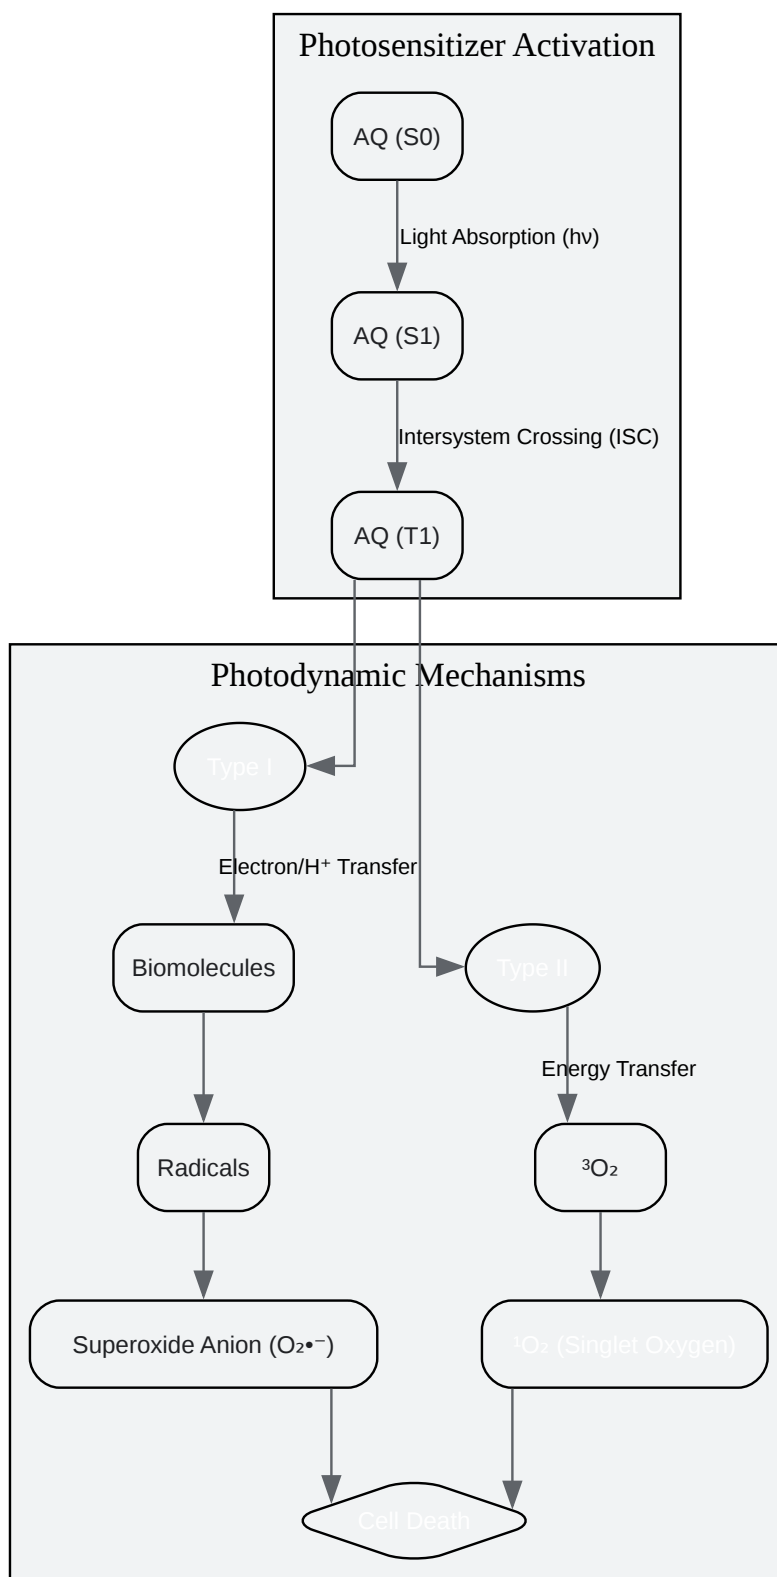 Photosensitizer Activation
AQ (S0)
Light Absorption (hν)
AQ (S1)
Intersystem Crossing (ISC)
AQ (T1)
Photodynamic Mechanisms
Type I
Electron/H⁺ Transfer
Biomolecules
Type II
Energy Transfer
Radicals
³O₂
Superoxide Anion (O₂•⁻)
¹O₂ (Singlet Oxygen)
Cell Death